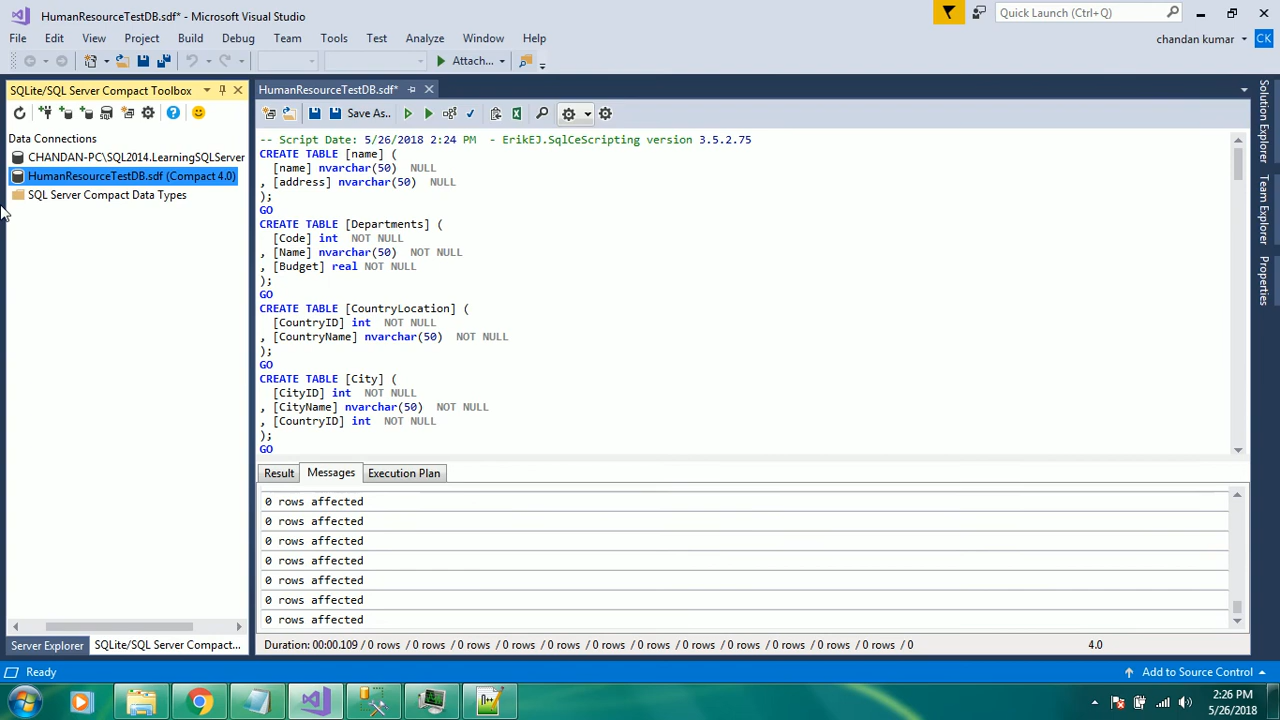 HumanResourceTestDB.sdf* - Microsoft Visual Studio
Quick Launch (Ctrl+Q)
File Edit View Project Build Debug Team Tools Test Analyze Window Help
chandan kumar CK
Attach...
SQLite/SQL Server Compact Toolbox
HumanResourceTestDB.sdf*
Save As..
Data Connections
CHANDAN-PC\SQL2014.LearningSQLServer
HumanResourceTestDB.sdf (Compact 4.0)
SQL Server Compact Data Types
-- Script Date: 5/26/2018 2:24 PM - ErikEJ.SqlCeScripting version 3.5.2.75
CREATE TABLE [name] (
[name] nvarchar(50) NULL
, [address] nvarchar(50) NULL
);
GO
CREATE TABLE [Departments] (
[Code] int NOT NULL
, [Name] nvarchar(50) NOT NULL
, [Budget] real NOT NULL
);
GO
CREATE TABLE [CountryLocation] (
[CountryID] int NOT NULL
, [CountryName] nvarchar(50) NOT NULL
);
GO
CREATE TABLE [City] (
[CityID] int NOT NULL
, [CityName] nvarchar(50) NOT NULL
, [CountryID] int NOT NULL
);
GO
Solution Explorer
Team Explorer
Properties
Result Messages Execution Plan
0 rows affected
0 rows affected
0 rows affected
0 rows affected
0 rows affected
0 rows affected
0 rows affected
Duration: 00:00.109 / 0 rows / 0 rows / 0 rows / 0 rows / 0 rows / 0 rows / 0 rows / 0 rows / 0 rows / 0 rows / 0 rows / 0 rows / 0
4.0
Server Explorer SQLite/SQL Server Compact...
Ready
Add to Source Control
2:26 PM
5/26/2018